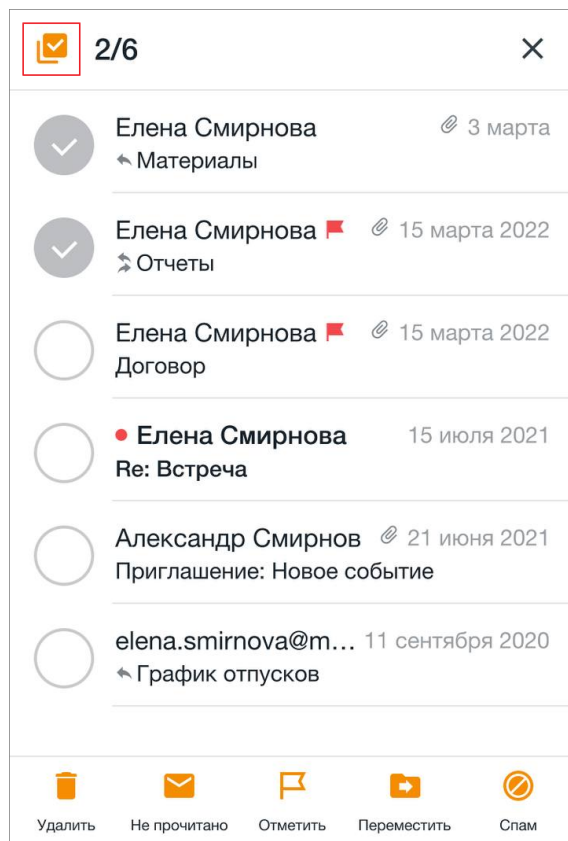 2/6
Елена Смирнова 3 марта
Материалы
Елена Смирнова 15 марта 2022
Отчеты
Елена Смирнова 15 марта 2022
Договор
Елена Смирнова 15 июля 2021
Re: Встреча
Александр Смирнов 21 июня 2021
Приглашение: Новое событие
elena.smirnova@m... 11 сентября 2020
График отпусков
Удалить Не прочитано Отметить Переместить Спам